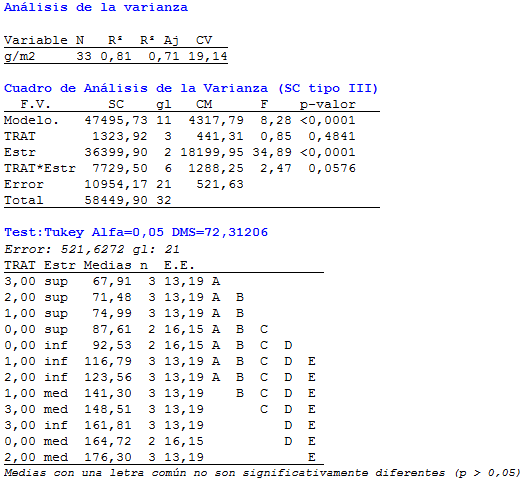 Análisis de la varianza
Variable N R² R² Aj CV
g/m2 33 0,81 0,71 19,14
Cuadro de Análisis de la Varianza (SC tipo III)
F.V. SC gl CM F p-valor
Modelo. 47495,73 11 4317,79 8,28 <0,0001
TRAT 1323,92 3 441,31 0,85 0,4841
Estr 36399,90 2 18199,95 34,89 <0,0001
TRAT*Estr 7729,50 6 1288,25 2,47 0,0576
Error 10954,17 21 521,63
Total 58449,90 32
Test:Tukey Alfa=0,05 DMS=72,31206
Error: 521,6272 gl: 21
TRAT Estr Medias n E.E.
3,00 sup 67,91 3 13,19 A
2,00 sup 71,48 3 13,19 A B
1,00 sup 74,99 3 13,19 A B
0,00 sup 87,61 2 16,15 A B C
0,00 inf 92,53 2 16,15 A B C D
1,00 inf 116,79 3 13,19 A B C D E
2,00 inf 123,56 3 13,19 A B C D E
1,00 med 141,30 3 13,19 B C D E
3,00 med 148,51 3 13,19 C D E
3,00 inf 161,81 3 13,19 D E
0,00 med 164,72 2 16,15 D E
2,00 med 176,30 3 13,19 E
Medias con una letra común no son significativamente diferentes (p > 0,05)